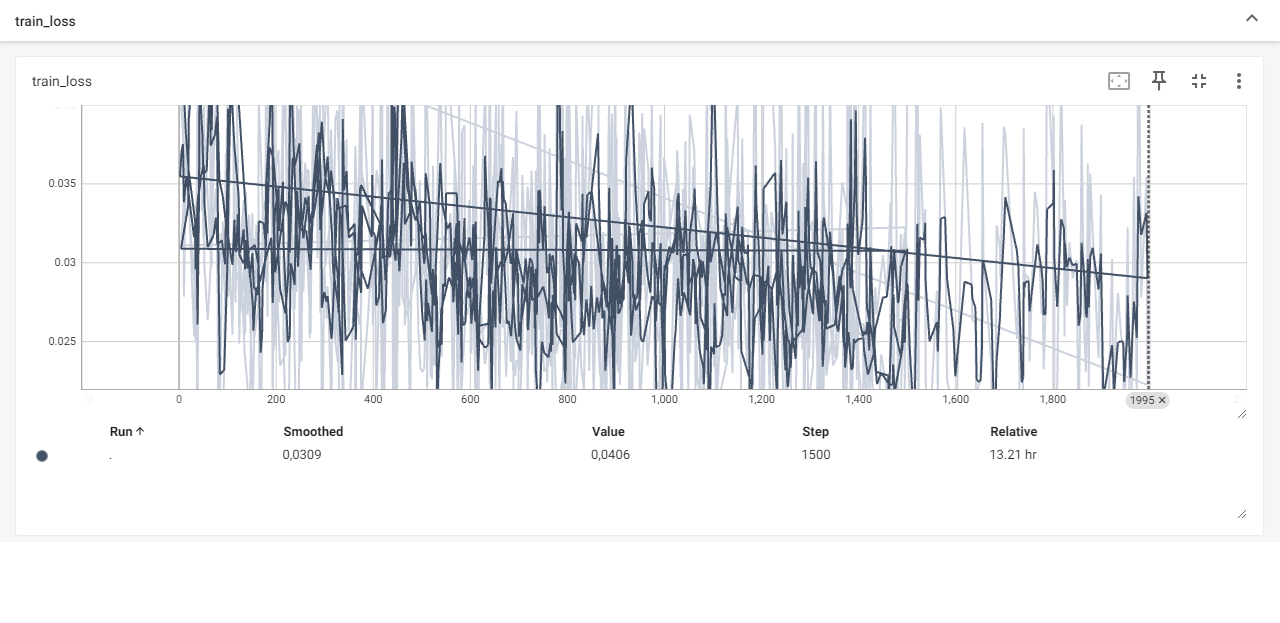 train_loss
train_loss
0.035
0.03
0.025
0 200 400 600 800 1,000 1,200 1,400 1,600 1,800 1995 ×
Run ↑ Smoothed Value Step Relative
. 0,0309 0,0406 1500 13.21 hr